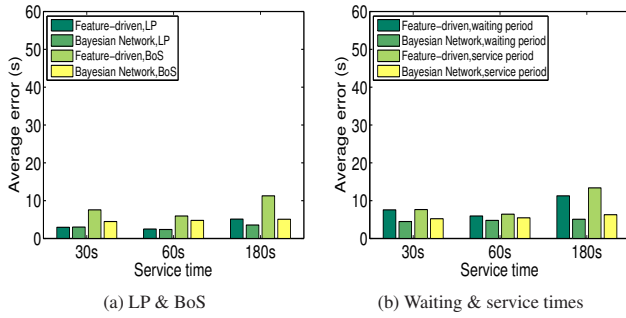 60
50
40
30
20
10
0
Average error (s)
Feature-driven,LP
Bayesian Network,LP
Feature-driven,BoS
Bayesian Network,BoS
30s 60s 180s
Service time
(a) LP & BoS
60
50
40
30
20
10
0
Average error (s)
Feature-driven,waiting period
Bayesian Network,waiting period
Feature-driven,service period
Bayesian Network,service period
30s 60s 180s
Service time
(b) Waiting & service times